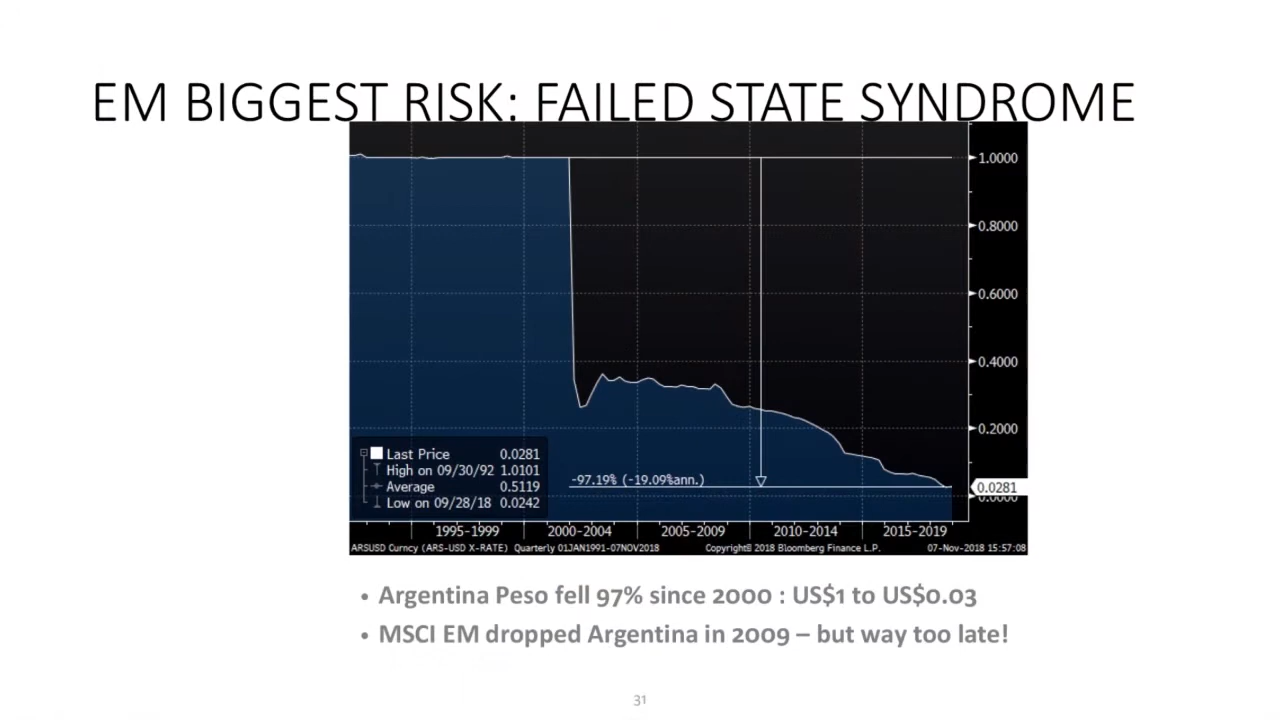 EM BIGGEST RISK: FAILED STATE SYNDROME
1.0000
0.8000
0.6000
0.4000
0.2000
0.0281
0.0000
-97.19% (-19.09%ann.)
Last Price 0.0281
High on 09/30/92 1.0101
Average 0.5119
Low on 09/28/18 0.0242
1995-1999 2000-2004 2005-2009 2010-2014 2015-2019
ARSUSD Curncy (ARS-USD X-RATE) Quarterly 01JAN1991-07NOV2018 Copyright© 2018 Bloomberg Finance L.P. 07-Nov-2018 15:57:08
• Argentina Peso fell 97% since 2000 : US$1 to US$0.03
• MSCI EM dropped Argentina in 2009 – but way too late!
31